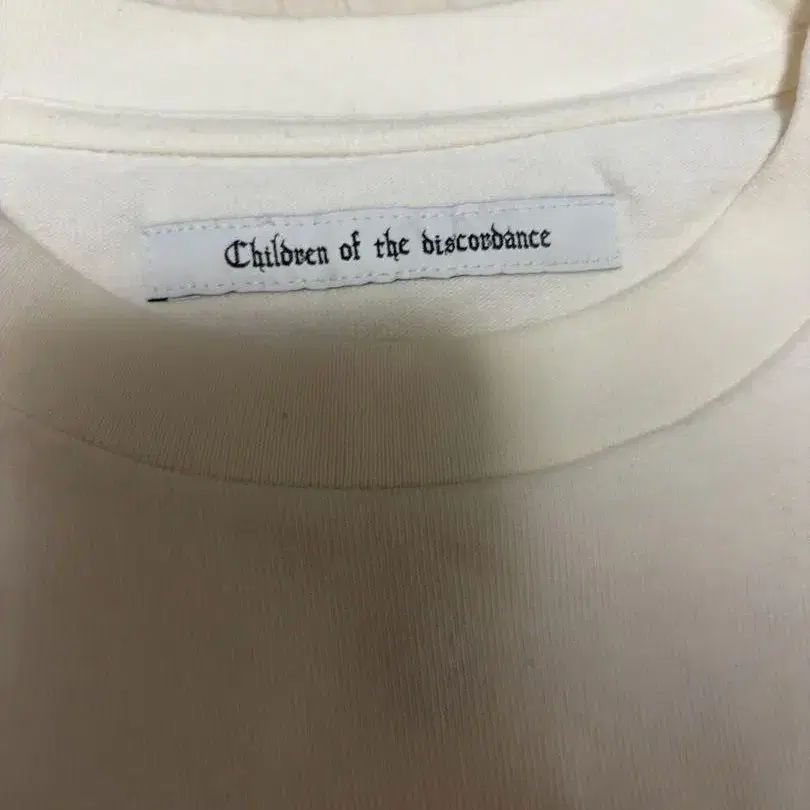 Children of the discordance